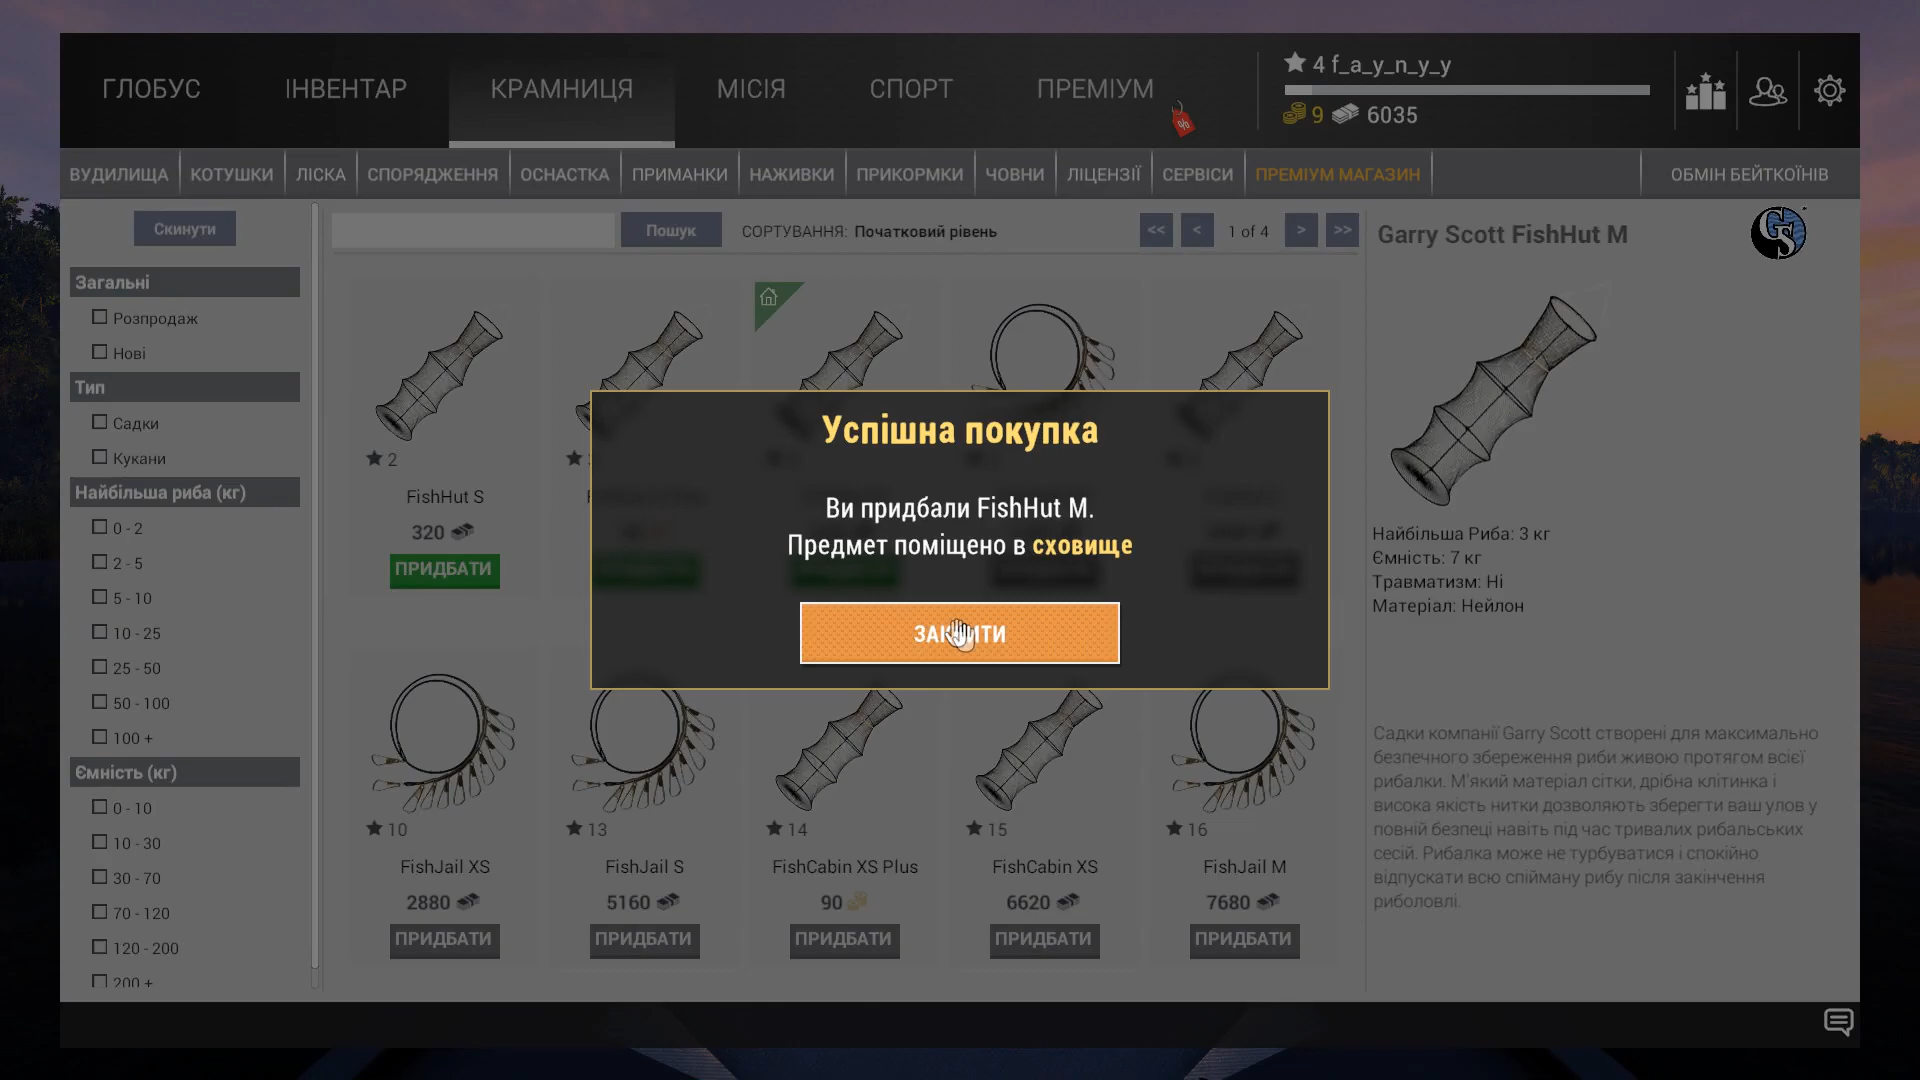 ГЛОБУС
ІНВЕНТАР
КРАМНИЦЯ
МІСІЯ
СПОРТ
ПРЕМІУМ
%
4 f_a_y_n_y_y
9 6035
ВУДИЛИЩА
КОТУШКИ
ЛІСКА
СПОРЯДЖЕННЯ
ОСНАСТКА
ПРИМАНКИ
НАЖИВКИ
ПРИКОРМКИ
ЧОВНИ
ЛІЦЕНЗІЇ
СЕРВІСИ
ПРЕМІУМ МАГАЗИН
ОБМІН БЕЙТКОЇНІВ
Скинути
Загальні
Розпродаж
Нові
Тип
Садки
Кукани
Найбільша риба (кг)
0 - 2
2 - 5
5 - 10
10 - 25
25 - 50
50 - 100
100 +
Ємність (кг)
0 - 10
10 - 30
30 - 70
70 - 120
120 - 200
200 +
Пошук
СОРТУВАННЯ: Початковий рівень
<<
<
1 of 4
>
>>
2
FishHut S
320
ПРИДБАТИ
Успішна покупка
Ви придбали FishHut M.
Предмет поміщено в сховище
10
FishJail XS
2880
ПРИДБАТИ
13
FishJail S
5160
ПРИДБАТИ
14
FishCabin XS Plus
90
ПРИДБАТИ
15
FishCabin XS
6620
ПРИДБАТИ
16
FishJail M
7680
ПРИДБАТИ
Garry Scott FishHut M
GS
Найбільша Риба: 3 кг
Ємність: 7 кг
Травматизм: Ні
Матеріал: Нейлон
Садки компанії Garry Scott створені для максимально
безпечного збереження риби живою протягом всієї
рибалки. М'який матеріал сітки, дрібна клітинка і
висока якість нитки дозволяють зберегти ваш улов у
повній безпеці навіть під час тривалих рибальських
сесій. Рибалка може не турбуватися і спокійно
відпускати всю спійману рибу після закінчення
риболовлі.